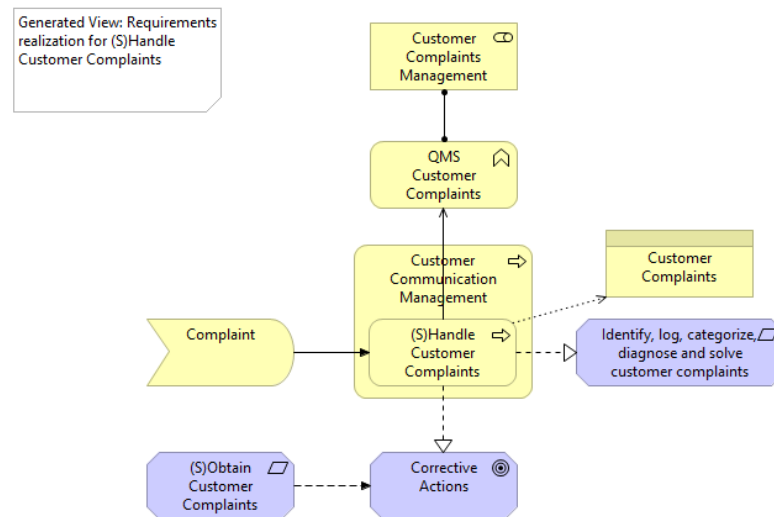 Generated View: Requirements
realization for (S)Handle
Customer Complaints
Customer
Complaints
Management
QMS
Customer
Complaints
Customer
Communication
Management
Customer
Complaints
Complaint
(S)Handle
Customer
Complaints
Identify, log, categorize,
diagnose and solve
customer complaints
(S)Obtain
Customer
Complaints
Corrective
Actions